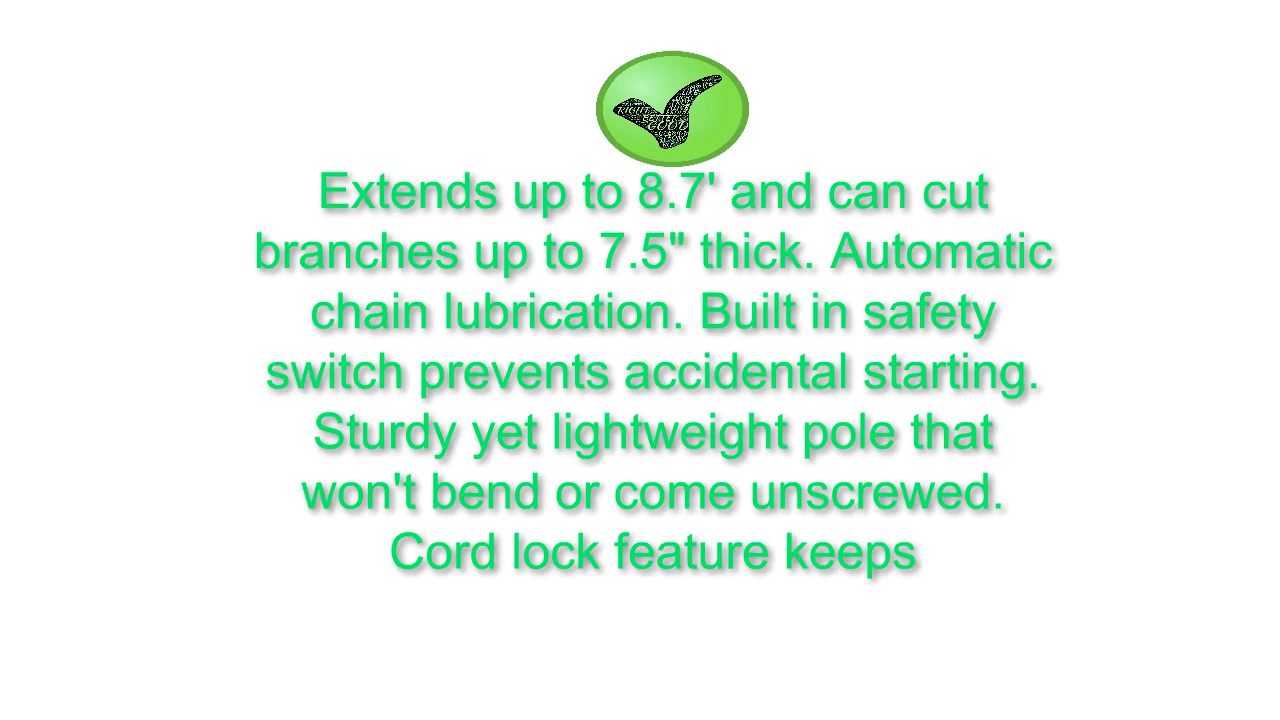 RIGHT
GOOD
Extends up to 8.7' and can cut
branches up to 7.5" thick. Automatic
chain lubrication. Built in safety
switch prevents accidental starting.
Sturdy yet lightweight pole that
won't bend or come unscrewed.
Cord lock feature keeps